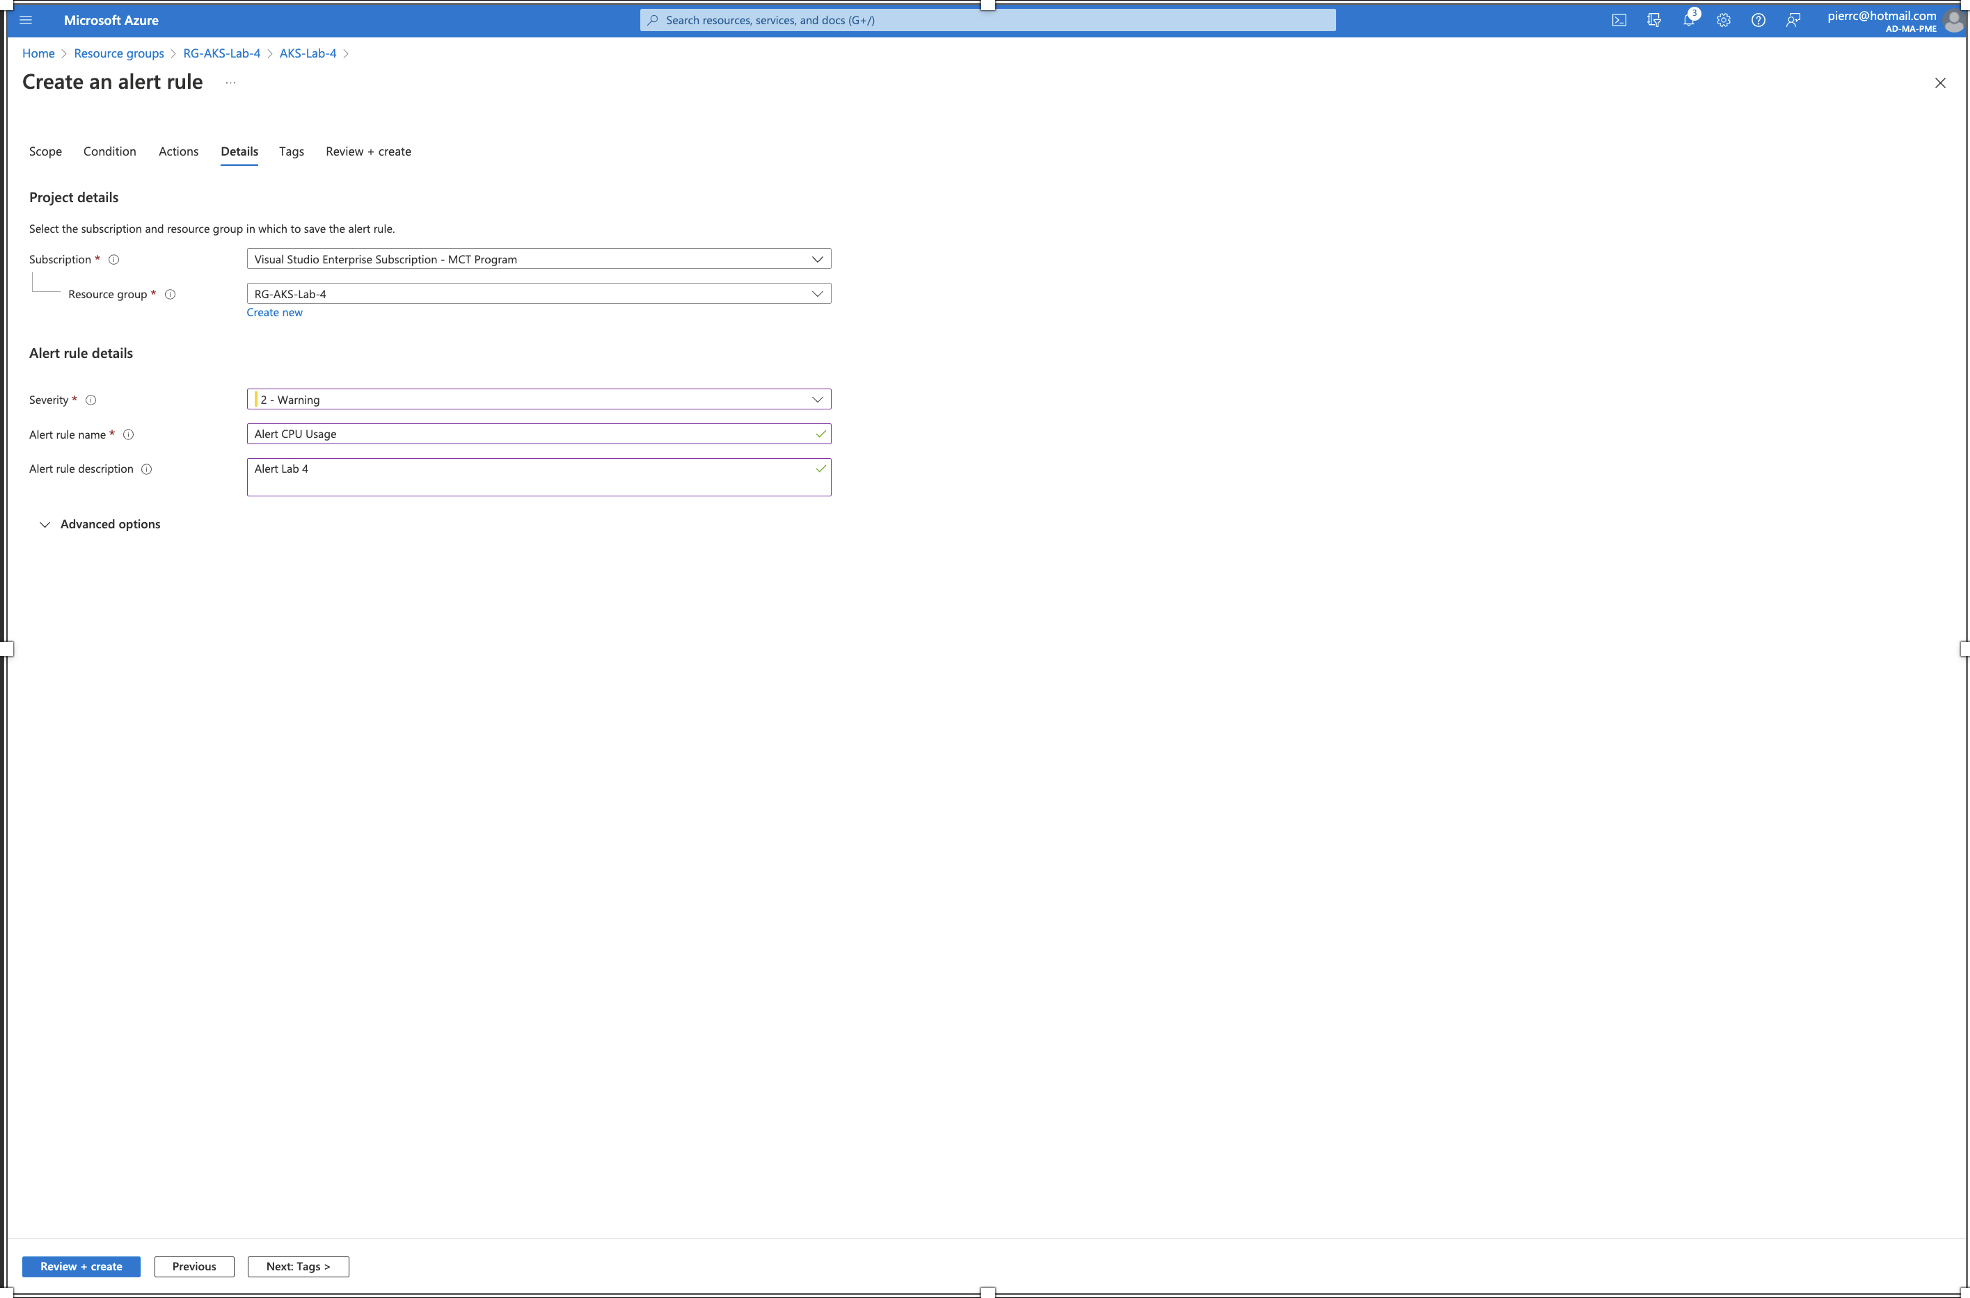 Microsoft Azure
Search resources, services, and docs (G+/)
3
pierrc@hotmail.com
AD-MA-PME
Home > Resource groups > RG-AKS-Lab-4 > AKS-Lab-4 >
Create an alert rule ...
Scope Condition Actions Details Tags Review + create
Project details
Select the subscription and resource group in which to save the alert rule.
Subscription * Visual Studio Enterprise Subscription - MCT Program
Resource group * RG-AKS-Lab-4
Create new
Alert rule details
Severity * 2 - Warning
Alert rule name * Alert CPU Usage
Alert rule description Alert Lab 4
Advanced options
Review + create Previous Next: Tags >